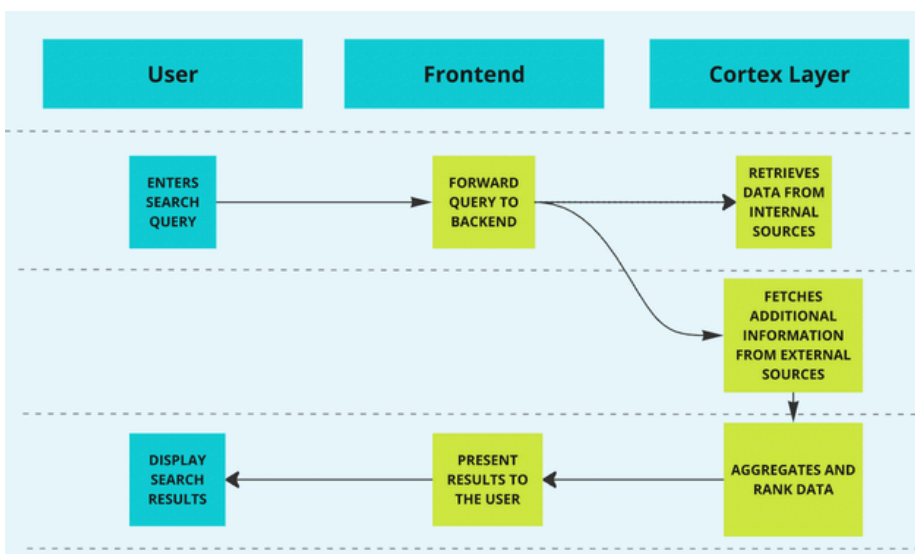 User
Frontend
Cortex Layer
ENTERS
SEARCH
QUERY
FORWARD
QUERY TO
BACKEND
RETRIEVES
DATA FROM
INTERNAL
SOURCES
FETCHES
ADDITIONAL
INFORMATION
FROM EXTERNAL
SOURCES
DISPLAY
SEARCH
RESULTS
PRESENT
RESULTS TO
THE USER
AGGREGATES AND
RANK DATA